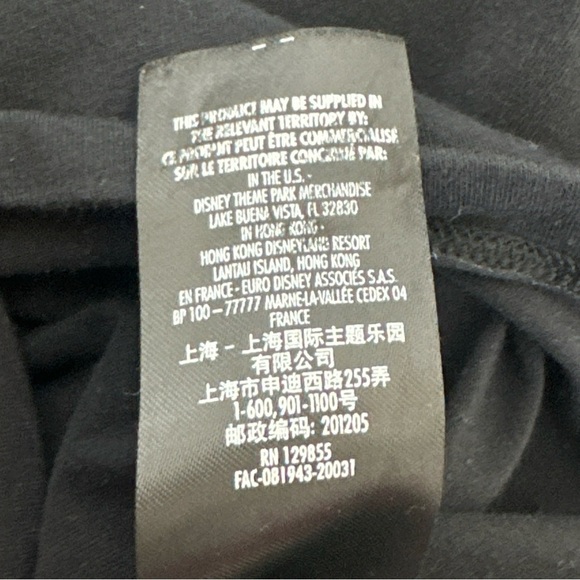 THIS PRODUCT MAY BE SUPPLIED IN
THE RELEVANT TERRITORY BY:
CE PRODUIT PEUT ÊTRE COMMERCIALISÉ
SUR LE TERRITOIRE CONCERNÉ PAR:
IN THE U.S. -
DISNEY THEME PARK MERCHANDISE
LAKE BUENA VISTA, FL 32830
IN HONG KONG -
HONG KONG DISNEYLAND RESORT
LANTAU ISLAND, HONG KONG
EN FRANCE - EURO DISNEY ASSOCIÉS S.A.S.
BP 100 – 77777 MARNE-LA-VALLÉE CEDEX 04
FRANCE
上海 – 上海国际主题乐园
有限公司
上海市申迪西路255弄
1-600,901-1100号
邮政编码: 201205
RN 129855
FAC-081943-20031